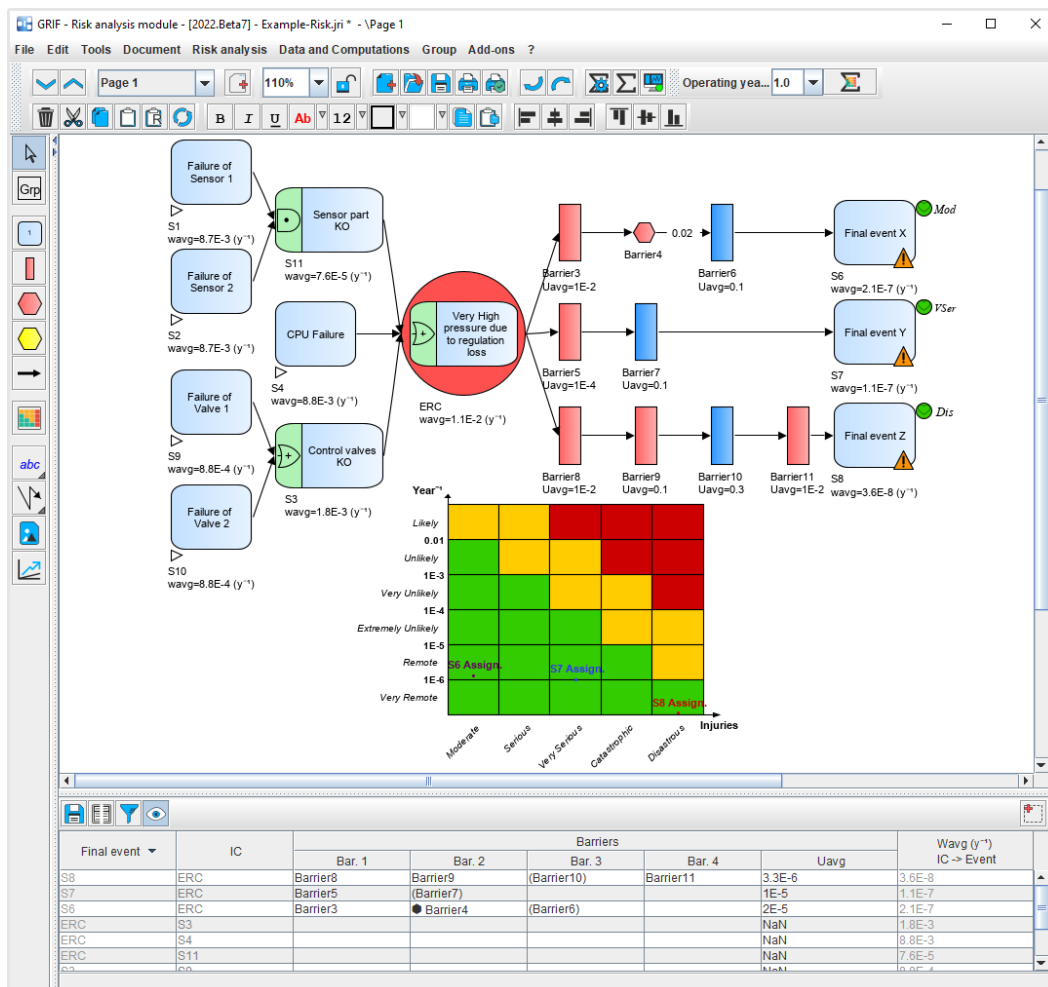 GRIF - Risk analysis module - [2022.Beta7] - Example-Risk.jri * - \Page 1
File Edit Tools Document Risk analysis Data and Computations Group Add-ons ?
Page 1 110% Operating yea... 1.0
B I U Ab 12
Grp
1
abc
Failure of
Sensor 1
S1
wavg=8.7E-3 (y⁻¹)
Failure of
Sensor 2
S2
wavg=8.7E-3 (y⁻¹)
Sensor part
KO
S11
wavg=7.6E-5 (y⁻¹)
CPU Failure
S4
wavg=8.8E-3 (y⁻¹)
Failure of
Valve 1
S9
wavg=8.8E-4 (y⁻¹)
Failure of
Valve 2
S10
wavg=8.8E-4 (y⁻¹)
Control valves
KO
S3
wavg=1.8E-3 (y⁻¹)
Very High
pressure due
to regulation
loss
ERC
wavg=1.1E-2 (y⁻¹)
Barrier3
Uavg=1E-2
Barrier4
0.02
Barrier6
Uavg=0.1
Final event X
Mod
S6
wavg=2.1E-7 (y⁻¹)
Barrier5
Uavg=1E-4
Barrier7
Uavg=0.1
Final event Y
VSer
S7
wavg=1.1E-7 (y⁻¹)
Barrier8
Uavg=1E-2
Barrier9
Uavg=0.1
Barrier10
Uavg=0.3
Barrier11
Uavg=1E-2
Final event Z
Dis
S8
wavg=3.6E-8 (y⁻¹)
Year⁻¹
Likely
0.01
Unlikely
1E-3
Very Unlikely
1E-4
Extremely Unlikely
1E-5
Remote
1E-6
Very Remote
S6 Assign.
S7 Assign.
S8 Assign.
Injuries
Moderate
Serious
Very Serious
Catastrophic
Disastrous
Final event IC Barriers Wavg (y⁻¹)
IC -> Event
Bar. 1 Bar. 2 Bar. 3 Bar. 4 Uavg
S8 ERC Barrier8 Barrier9 (Barrier10) Barrier11 3.3E-6 3.6E-8
S7 ERC Barrier5 (Barrier7) 1E-5 1.1E-7
S6 ERC Barrier3 Barrier4 (Barrier6) 2E-5 2.1E-7
ERC S3 NaN 1.8E-3
ERC S4 NaN 8.8E-3
ERC S11 NaN 7.6E-5
S3 S9 NaN 8.8E-4